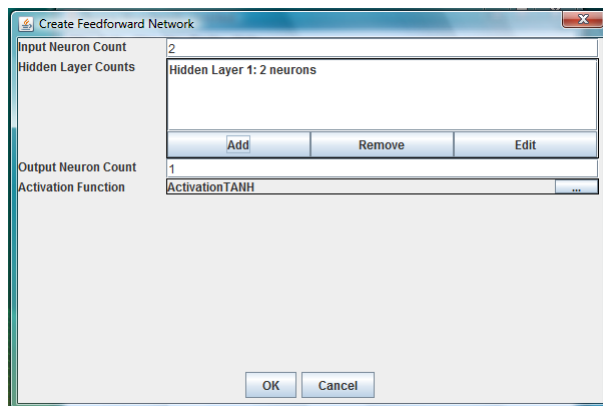 Create Feedforward Network
Input Neuron Count 2
Hidden Layer Counts Hidden Layer 1: 2 neurons
Add Remove Edit
Output Neuron Count 1
Activation Function ActivationTANH ...
OK Cancel